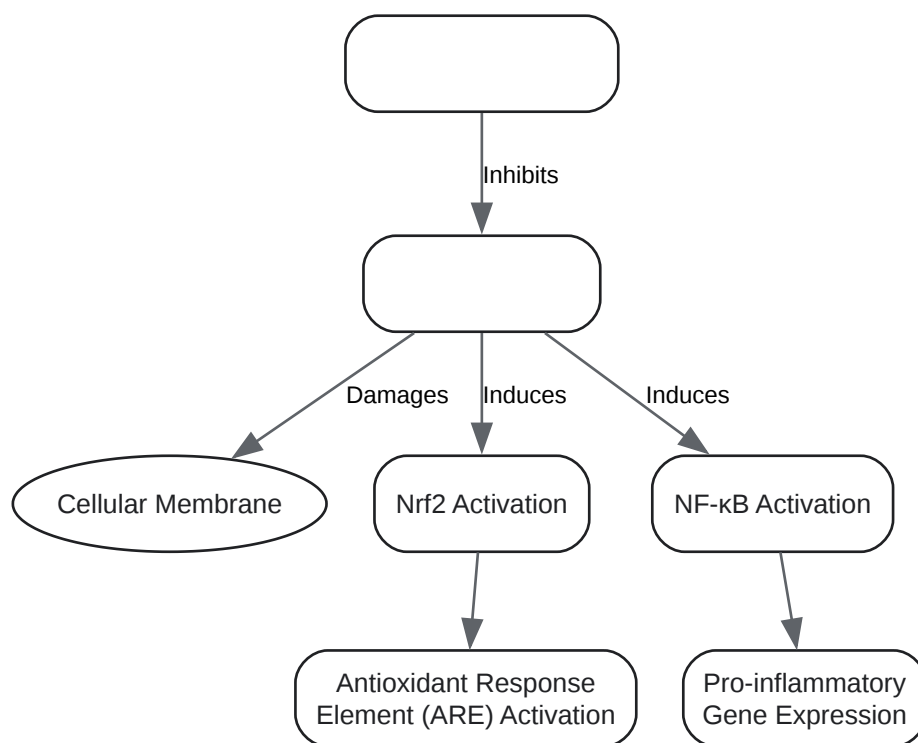 Inhibits
Damages
Induces
Induces
Cellular Membrane
Nrf2 Activation
NF-κB Activation
Antioxidant Response
Element (ARE) Activation
Pro-inflammatory
Gene Expression